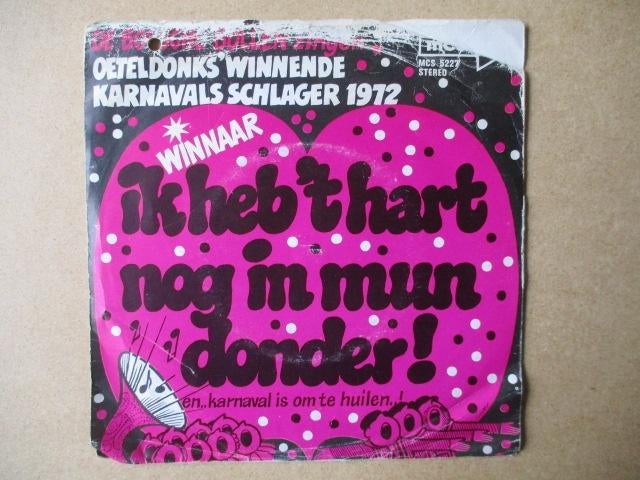 OETELDONKS WINNENDE
KARNAVALS SCHLAGER 1972
MCS 5227
STEREO
WINNAAR
ik heb 't hart
nog in mun
donder!
en.. karnaval is om te huilen..!